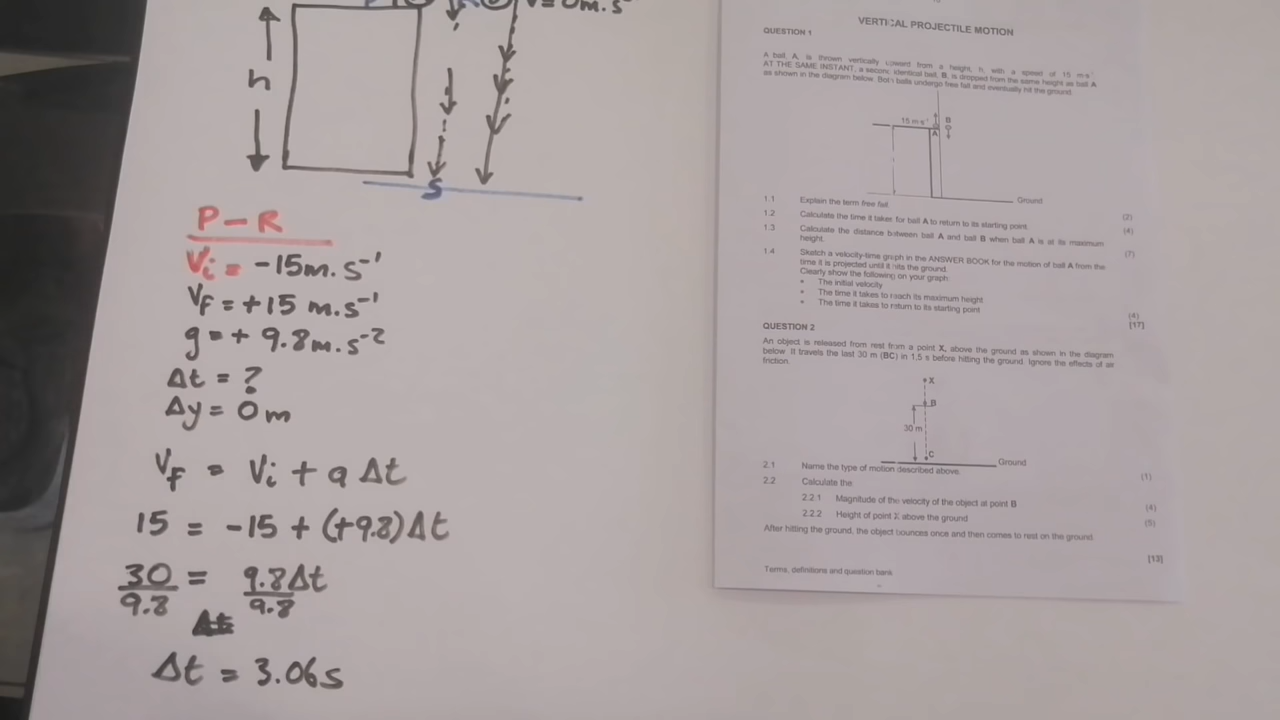 V = 0m.s
h
S
P - R
Vi = -15m.s-1
Vf = +15 m.s-1
g = + 9.8m.s-2
Δt = ?
Δy = 0m
Vf = Vi + a Δt
15 = -15 + (+9.8)Δt
30 = 9.8Δt
9.8 9.8
Δt = 3.06s
VERTICAL PROJECTILE MOTION
QUESTION 1
A ball, A, is thrown vertically upward from a height, h, with a speed of 15 m·s-1
AT THE SAME INSTANT, a second identical ball, B, is dropped from the same height as ball A
as shown in the diagram below. Both balls undergo free fall and eventually hit the ground.
15 m·s-1
B
A
Ground
1.1 Explain the term free fall. (2)
1.2 Calculate the time it takes for ball A to return to its starting point. (4)
1.3 Calculate the distance between ball A and ball B when ball A is at its maximum
height. (7)
1.4 Sketch a velocity-time graph in the ANSWER BOOK for the motion of ball A from the
time it is projected until it hits the ground.
Clearly show the following on your graph:
• The initial velocity
• The time it takes to reach its maximum height
• The time it takes to return to its starting point
(4)
[17]
QUESTION 2
An object is released from rest from a point X, above the ground as shown in the diagram
below. It travels the last 30 m (BC) in 1,5 s before hitting the ground. Ignore the effects of air
friction.
X
B
30 m
C
Ground
2.1 Name the type of motion described above. (1)
2.2 Calculate the
2.2.1 Magnitude of the velocity of the object at point B (4)
2.2.2 Height of point X above the ground (5)
After hitting the ground, the object bounces once and then comes to rest on the ground.
[13]
Terms, definitions and question bank